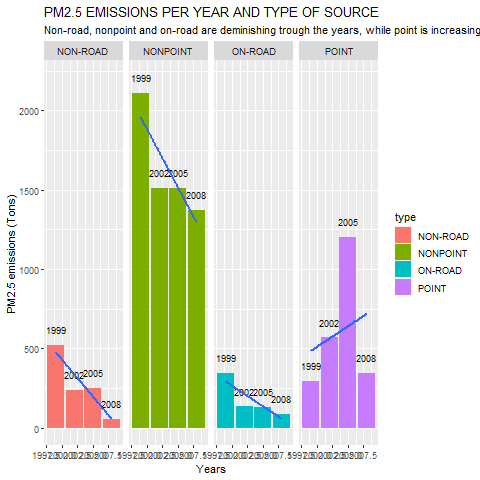 PM2.5 EMISSIONS PER YEAR AND TYPE OF SOURCE
Non-road, nonpoint and on-road are deminishing trough the years, while point is increasing
NON-ROAD NONPOINT ON-ROAD POINT
PM2.5 emissions (Tons)
2000
1500
1000
500
0
1999 2002 2005 2008
1999 2002 2005 2008
1999 2002 2005 2008
1999 2002 2005 2008
Years
type
NON-ROAD
NONPOINT
ON-ROAD
POINT